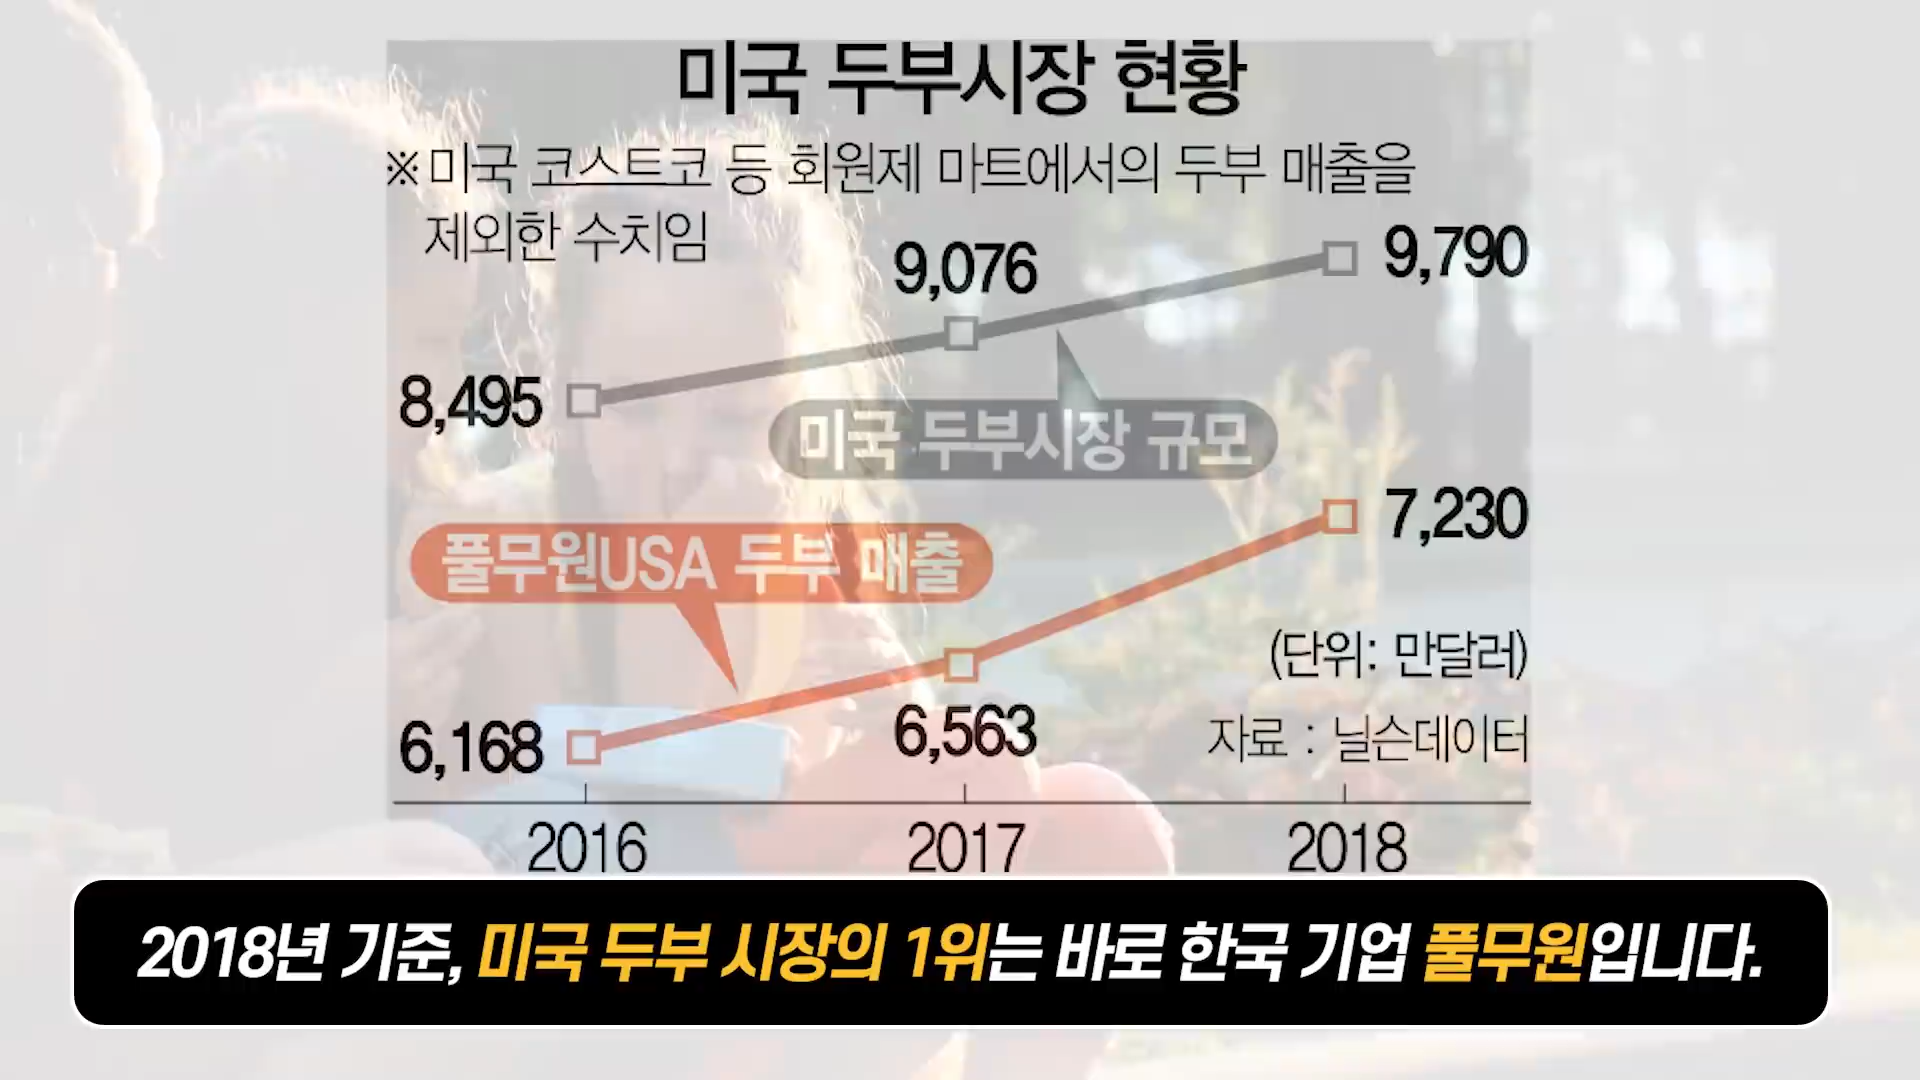 미국 두부시장 현황
※미국 코스트코 등 회원제 마트에서의 두부 매출을
제외한 수치임
9,076
9,790
8,495
미국 두부시장 규모
7,230
풀무원USA 두부 매출
(단위: 만달러)
6,168
6,563
자료 : 닐슨데이터
2016
2017
2018
2018년 기준, 미국 두부 시장의 1위는 바로 한국 기업 풀무원입니다.